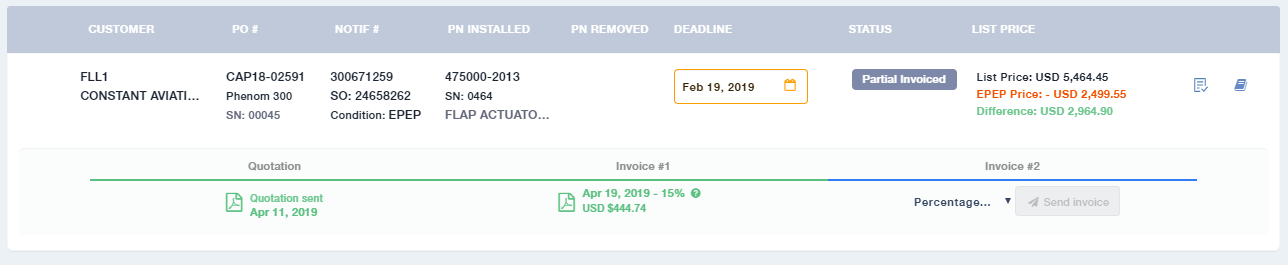 CUSTOMER PO # NOTIF # PN INSTALLED PN REMOVED DEADLINE STATUS LIST PRICE
FLL1 CAP18-02591 300671259 475000-2013 Feb 19, 2019 Partial Invoiced List Price: USD 5,464.45
CONSTANT AVIATI... Phenom 300 SO: 24658262 SN: 0464 EPEP Price: - USD 2,499.55
SN: 00045 Condition: EPEP FLAP ACTUATO... Difference: USD 2,964.90
Quotation Invoice #1 Invoice #2
Quotation sent Apr 19, 2019 - 15% Percentage... Send invoice
Apr 11, 2019 USD $444.74